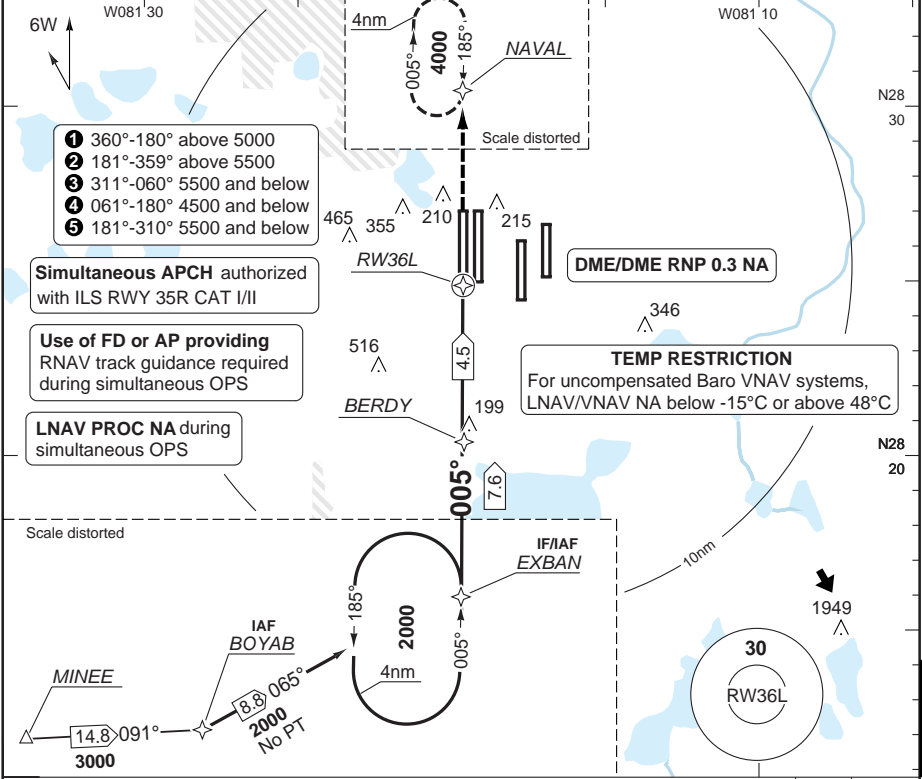 W081 30
W081 10
6W
4nm
005°
4000
185°
NAVAL
N28
30
Scale distorted
1 360°-180° above 5000
2 181°-359° above 5500
3 311°-060° 5500 and below
4 061°-180° 4500 and below
5 181°-310° 5500 and below
465
355
210
215
RW36L
DME/DME RNP 0.3 NA
Simultaneous APCH authorized
with ILS RWY 35R CAT I/II
346
Use of FD or AP providing
RNAV track guidance required
during simultaneous OPS
516
4.5
TEMP RESTRICTION
For uncompensated Baro VNAV systems,
LNAV/VNAV NA below -15°C or above 48°C
BERDY
199
LNAV PROC NA during
simultaneous OPS
N28
20
005°
7.6
Scale distorted
10nm
IF/IAF
EXBAN
185°
2000
005°
4nm
1949
IAF
BOYAB
MINEE
8.8 065°
2000
No PT
14.8 091°
3000
30
RW36L